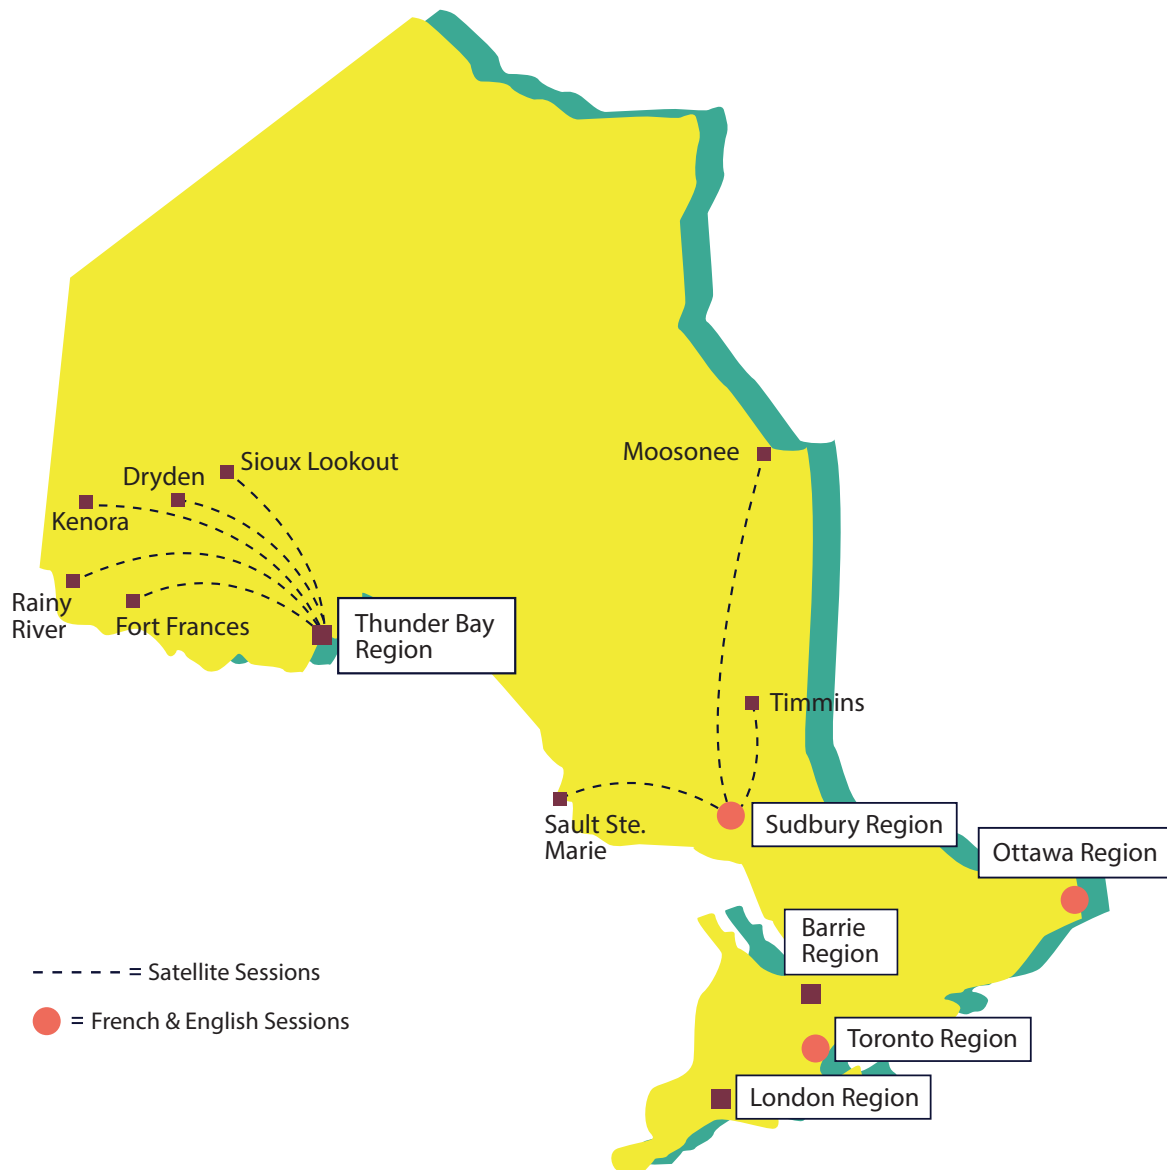 Moosonee
Sioux Lookout
Dryden
Kenora
Rainy
River
Fort Frances
Thunder Bay
Region
Timmins
Sault Ste.
Marie
Sudbury Region
Ottawa Region
Barrie
Region
= Satellite Sessions
= French & English Sessions
Toronto Region
London Region